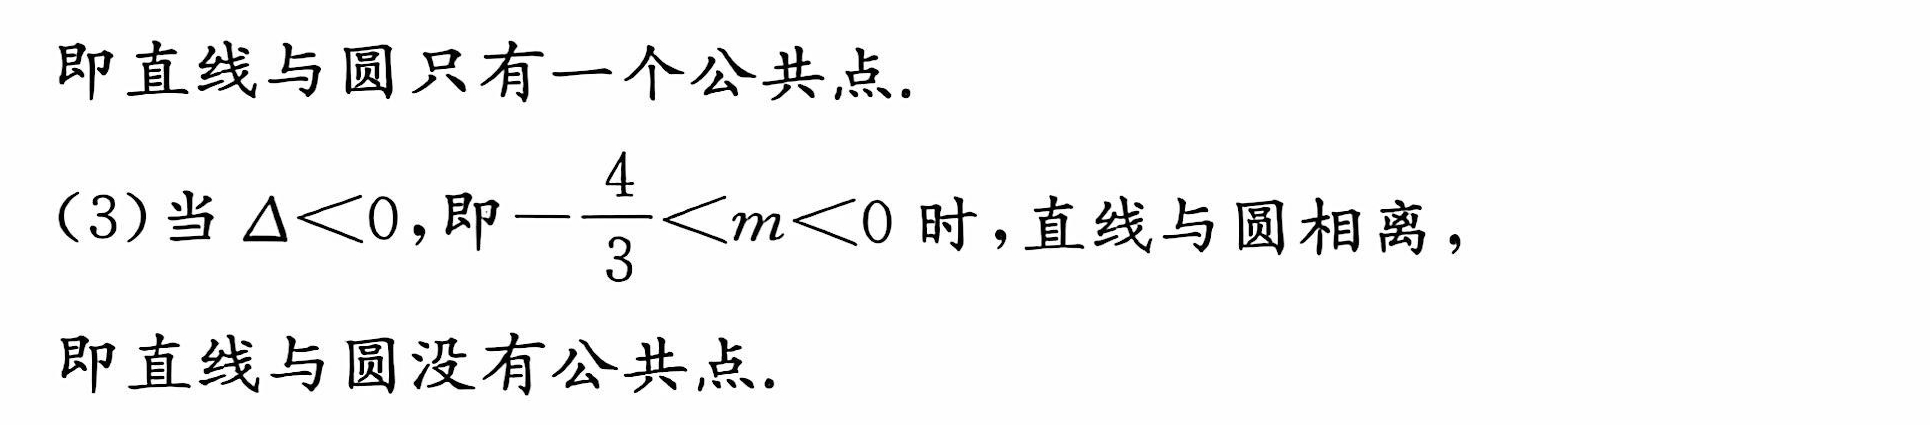 即直线与圆只有一个公共点.
(3)当 Δ<0,即-4/3<m<0 时,直线与圆相离,
即直线与圆没有公共点.